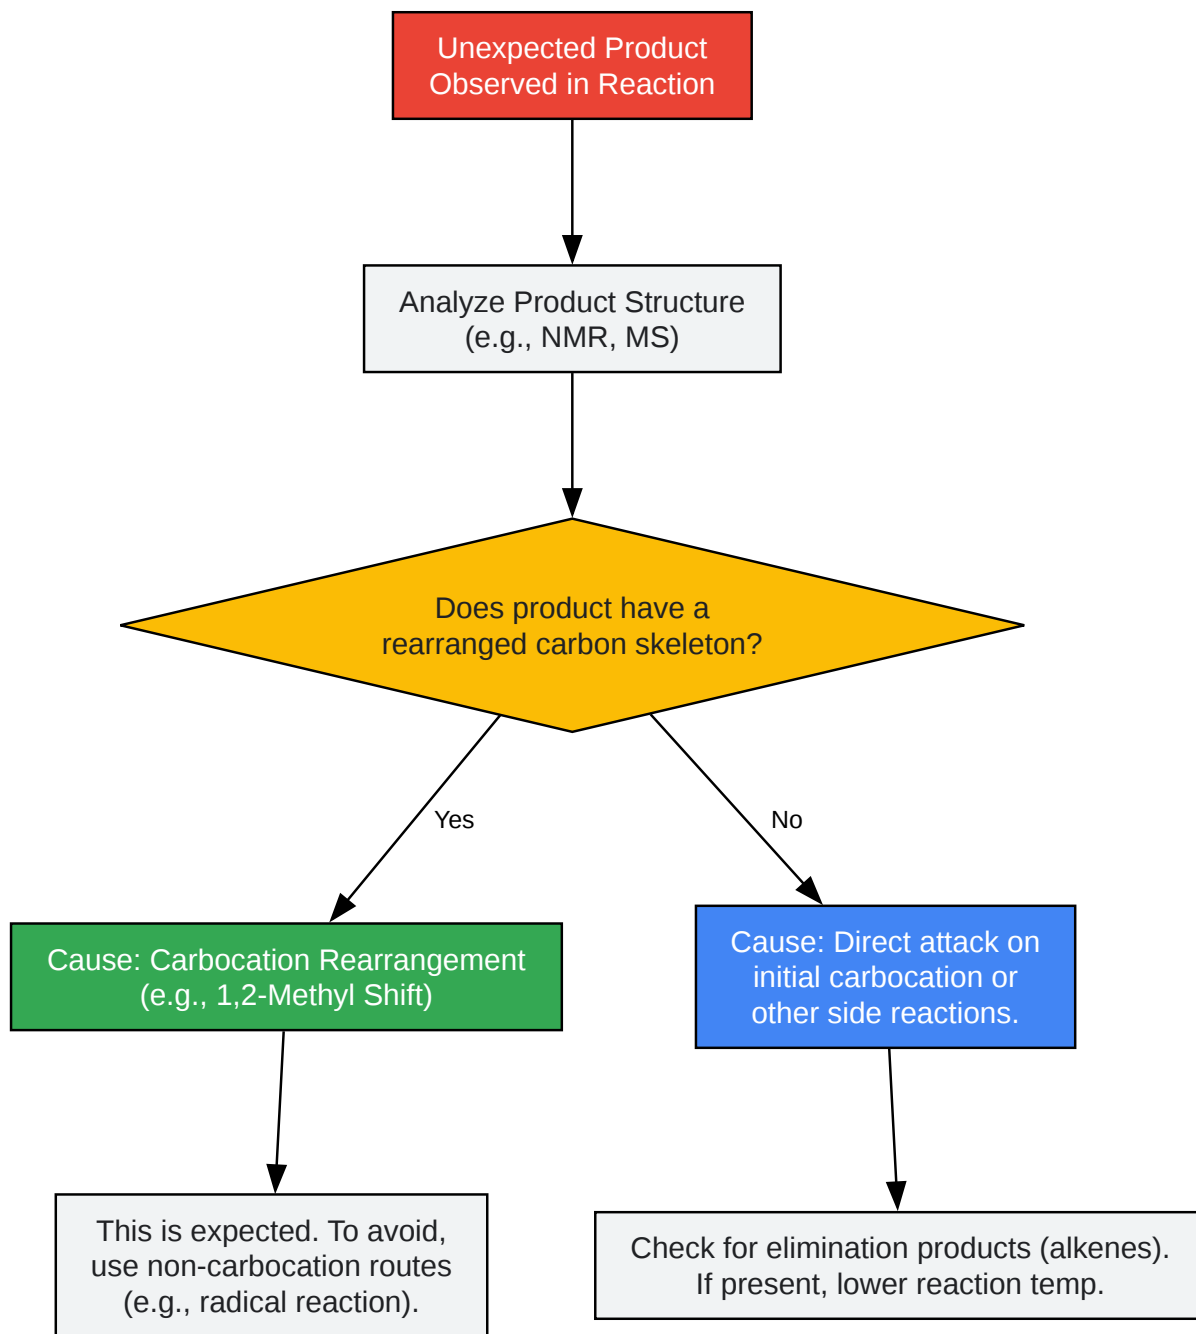 Unexpected Product
Observed in Reaction
Analyze Product Structure
(e.g., NMR, MS)
Does product have a
rearranged carbon skeleton?
Yes
No
Cause: Carbocation Rearrangement
(e.g., 1,2-Methyl Shift)
Cause: Direct attack on
initial carbocation or
other side reactions.
This is expected. To avoid,
use non-carbocation routes
(e.g., radical reaction).
Check for elimination products (alkenes).
If present, lower reaction temp.